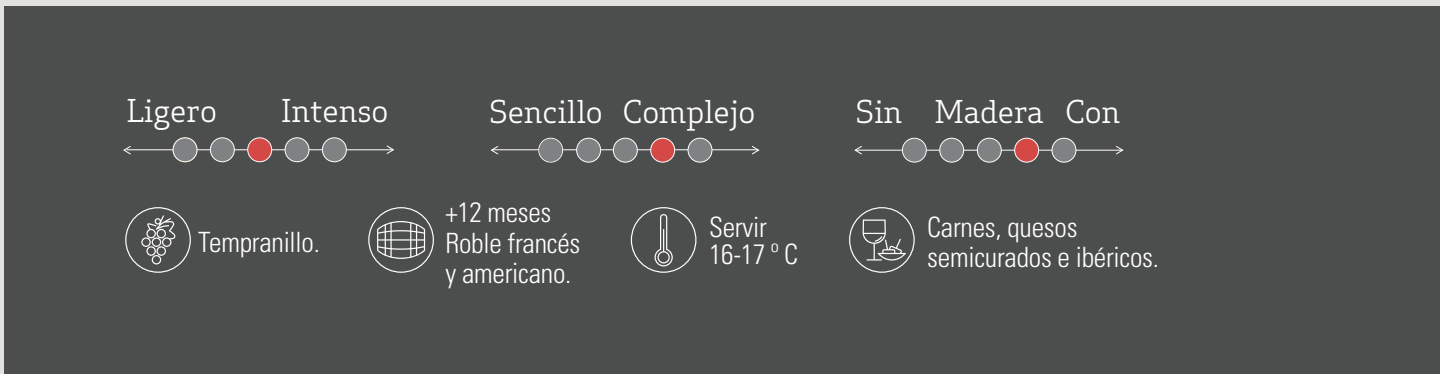 Ligero Intenso
Sencillo Complejo
Sin Madera Con
Tempranillo.
+12 meses
Roble francés
y americano.
Servir
16-17 º C
Carnes, quesos
semicurados e ibéricos.